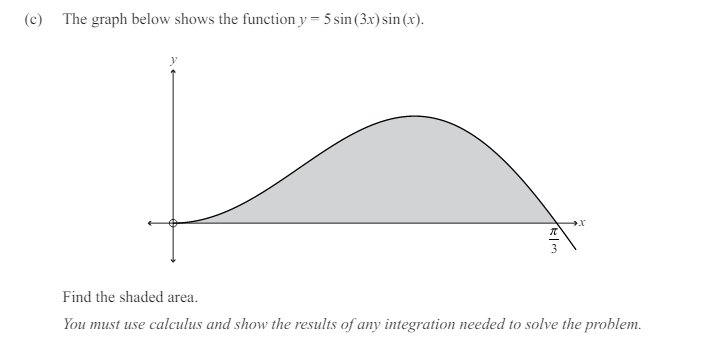 (c) The graph below shows the function y = 5 sin (3x) sin (x).
y
x
π
3
Find the shaded area.
You must use calculus and show the results of any integration needed to solve the problem.